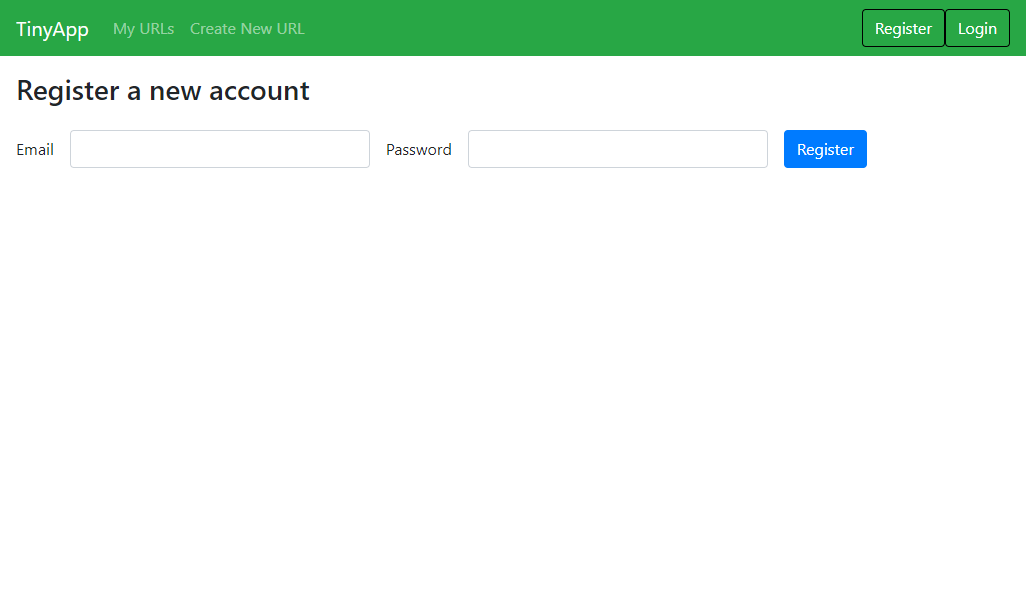 TinyApp My URLs Create New URL Register Login
Register a new account
Email Password Register